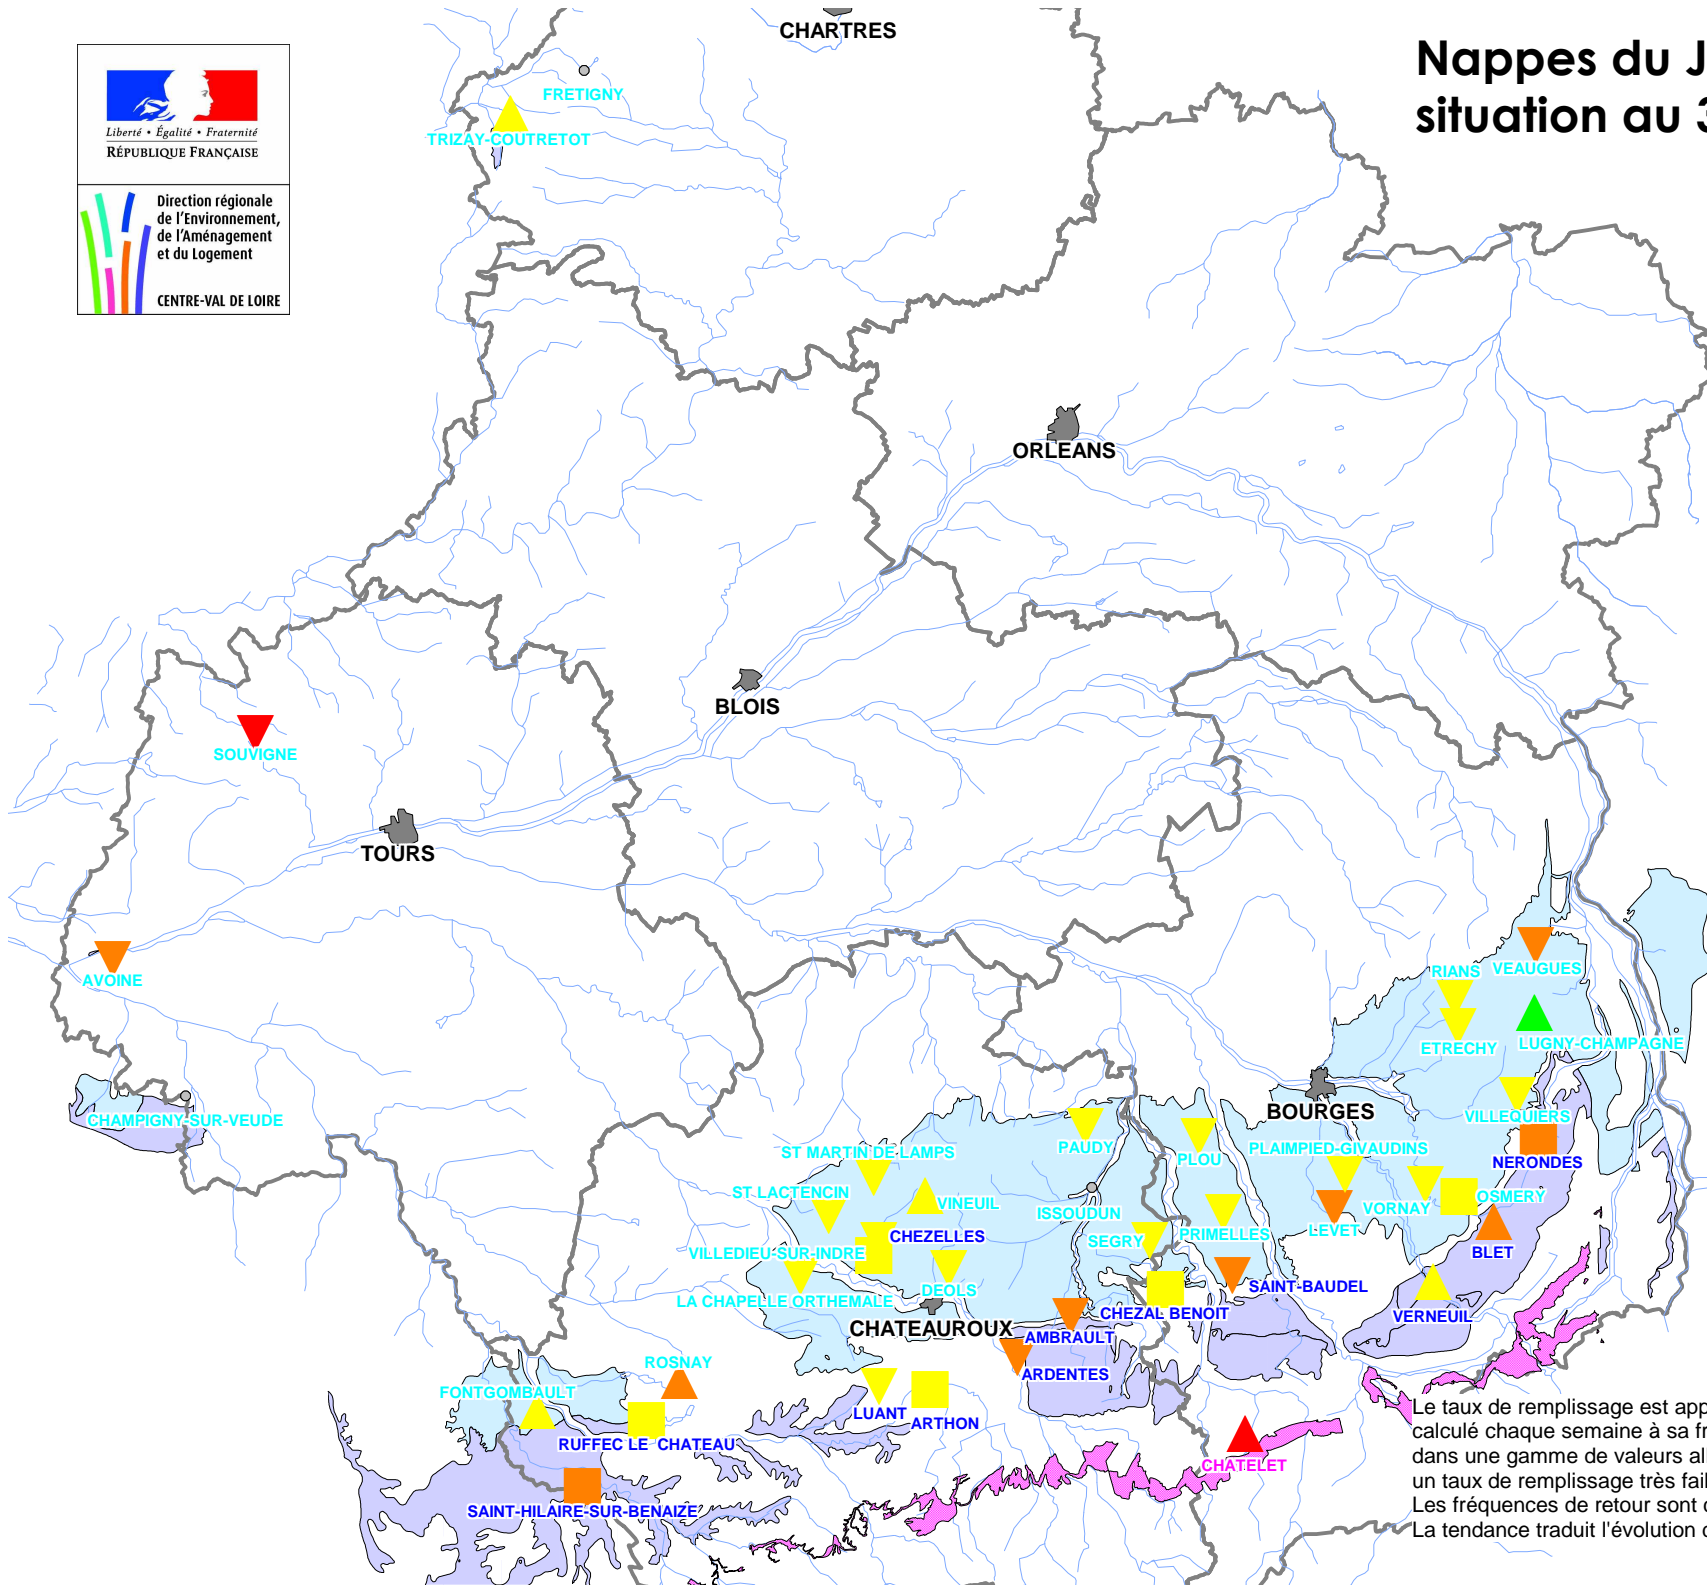 CHARTRES
Nappes du J
situation au 3
Liberté • Égalité • Fraternité
RÉPUBLIQUE FRANÇAISE
Direction régionale
de l'Environnement,
de l'Aménagement
et du Logement
CENTRE-VAL DE LOIRE
FRETIGNY
TRIZAY-COUTRETOT
ORLEANS
BLOIS
SOUVIGNE
TOURS
AVOINE
RIANS
VEAUGUES
ETRECHY
LUGNY-CHAMPAGNE
CHAMPIGNY-SUR-VEUDE
BOURGES
VILLEQUIERS
ST MARTIN DE LAMPS
PAUDY
PLOU
PLAIMPIED-GIVAUDINS
NERONDES
ST LACTENCIN
VINEUIL
ISSOUDUN
VORNAY
OSMERY
CHEZELLES
SEGRY
PRIMELLES
LEVET
VILLEDIEU-SUR-INDRE
BLET
DEOLS
SAINT-BAUDEL
LA CHAPELLE ORTHEMALE
CHEZAL BENOIT
VERNEUIL
CHATEAUROUX
AMBRAULT
ROSNAY
ARDENTES
FONTGOMBAULT
LUANT
ARTHON
RUFFEC LE CHATEAU
CHATELET
SAINT-HILAIRE-SUR-BENAIZE
Le taux de remplissage est app
calculé chaque semaine à sa fr
dans une gamme de valeurs al
un taux de remplissage très fail
Les fréquences de retour sont
La tendance traduit l'évolution